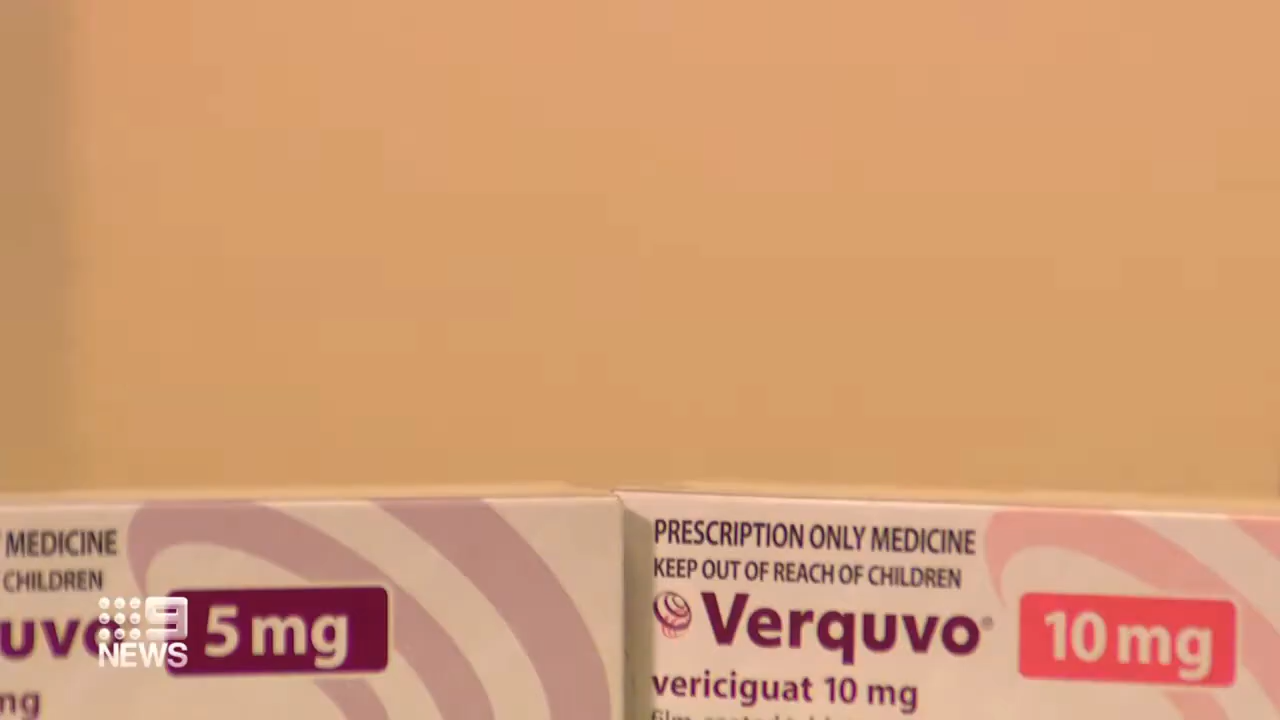 MEDICINE
CHILDREN
5 mg
mg
PRESCRIPTION ONLY MEDICINE
KEEP OUT OF REACH OF CHILDREN
Verquvo®
10 mg
vericiguat 10 mg
9
NEWS